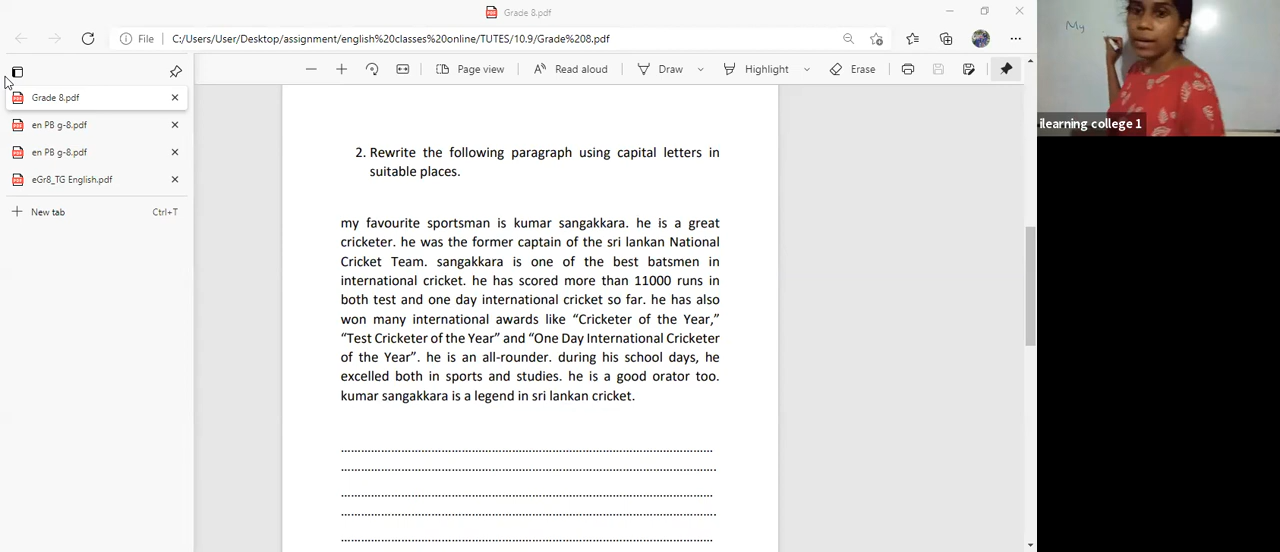 Grade 8.pdf
File
C:/Users/User/Desktop/assignment/english%20classes%20online/TUTES/10.9/Grade%208.pdf
Page view
Read aloud
Draw
Highlight
Erase
Grade 8.pdf
en PB g-8.pdf
en PB g-8.pdf
eGr8_TG English.pdf
New tab
Ctrl+T
2. Rewrite the following paragraph using capital letters in
suitable places.
my favourite sportsman is kumar sangakkara. he is a great
cricketer. he was the former captain of the sri lankan National
Cricket Team. sangakkara is one of the best batsmen in
international cricket. he has scored more than 11000 runs in
both test and one day international cricket so far. he has also
won many international awards like “Cricketer of the Year,”
“Test Cricketer of the Year” and “One Day International Cricketer
of the Year”. he is an all-rounder. during his school days, he
excelled both in sports and studies. he is a good orator too.
kumar sangakkara is a legend in sri lankan cricket.
My
ilearning college 1